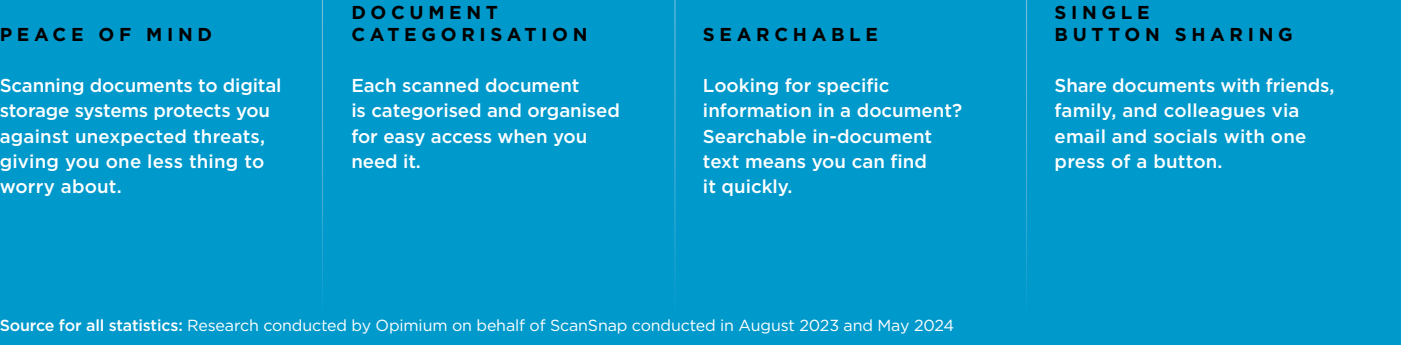 PEACE OF MIND
Scanning documents to digital
storage systems protects you
against unexpected threats,
giving you one less thing to
worry about.
DOCUMENT
CATEGORISATION
Each scanned document
is categorised and organised
for easy access when you
need it.
SEARCHABLE
Looking for specific
information in a document?
Searchable in-document
text means you can find
it quickly.
SINGLE
BUTTON SHARING
Share documents with friends,
family, and colleagues via
email and socials with one
press of a button.
Source for all statistics: Research conducted by Opimium on behalf of ScanSnap conducted in August 2023 and May 2024